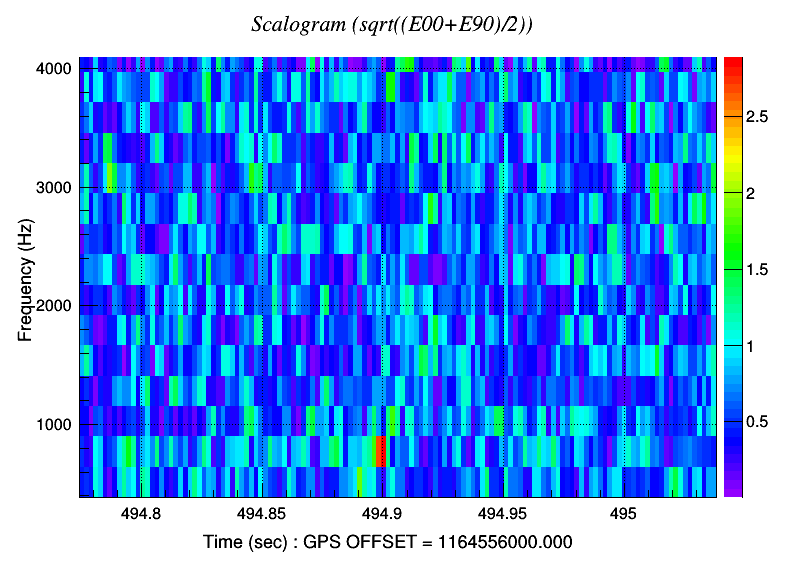 Scalogram (sqrt((E00+E90)/2))
4000
3000
2000
1000
Frequency (Hz)
2.5
2
1.5
1
0.5
494.8 494.85 494.9 494.95 495
Time (sec) : GPS OFFSET = 1164556000.000